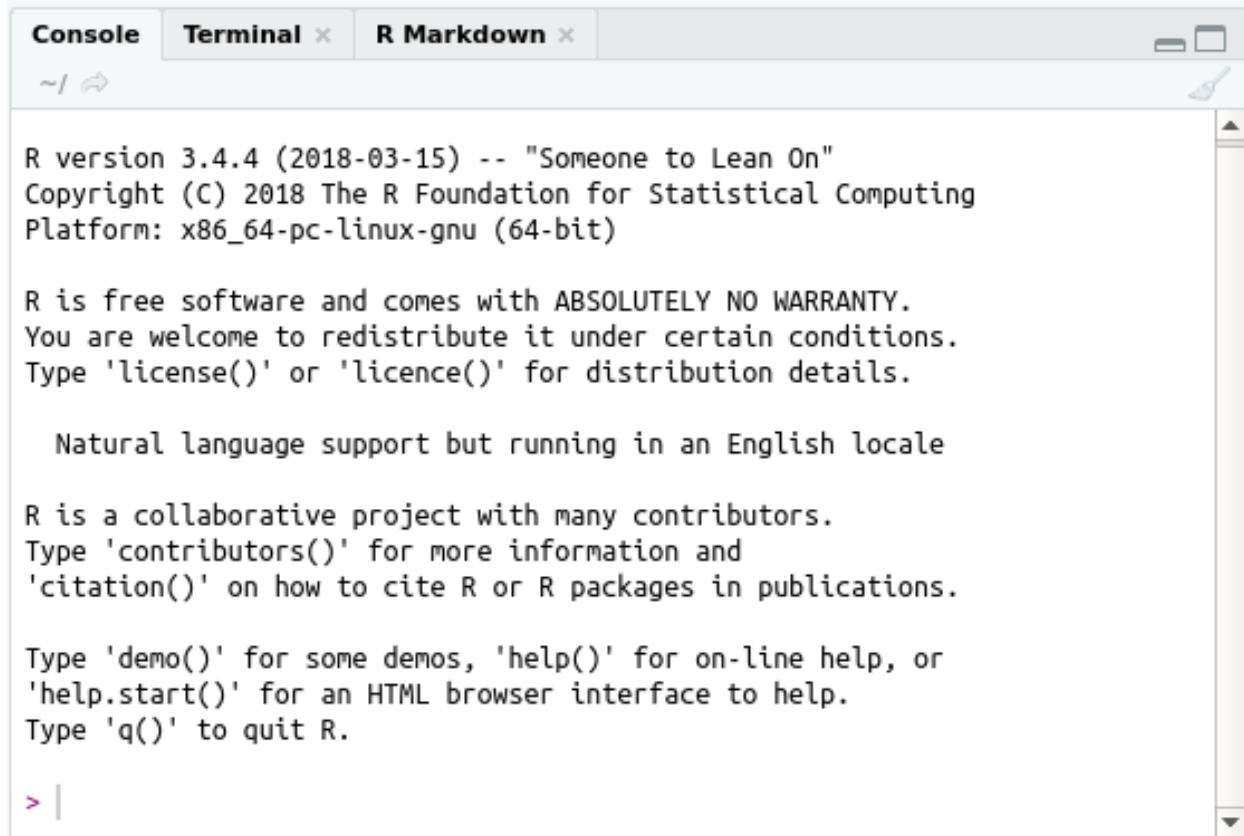 Console Terminal × R Markdown ×
~/
R version 3.4.4 (2018-03-15) -- "Someone to Lean On"
Copyright (C) 2018 The R Foundation for Statistical Computing
Platform: x86_64-pc-linux-gnu (64-bit)
R is free software and comes with ABSOLUTELY NO WARRANTY.
You are welcome to redistribute it under certain conditions.
Type 'license()' or 'licence()' for distribution details.
Natural language support but running in an English locale
R is a collaborative project with many contributors.
Type 'contributors()' for more information and
'citation()' on how to cite R or R packages in publications.
Type 'demo()' for some demos, 'help()' for on-line help, or
'help.start()' for an HTML browser interface to help.
Type 'q()' to quit R.
>